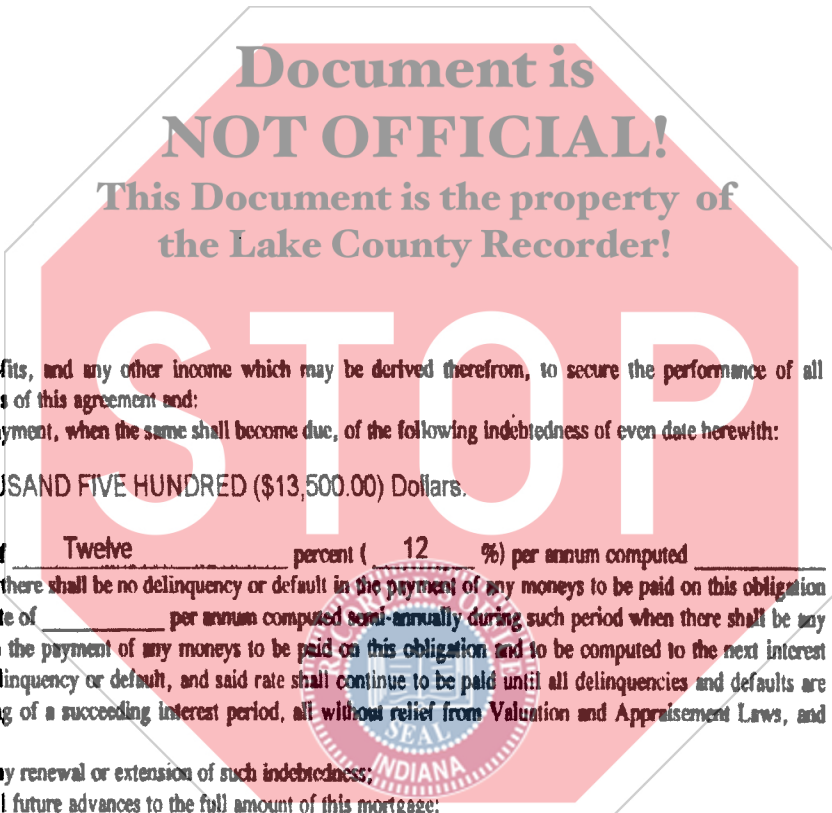 Document is
NOT OFFICIAL!
This Document is the property of
the Lake County Recorder!
STOP
fits, and any other income which may be derived therefrom, to secure the performance of all
s of this agreement and:
yment, when the same shall become due, of the following indebtedness of even date herewith:
USAND FIVE HUNDRED ($13,500.00) Dollars.
f Twelve percent ( 12 %) per annum computed
there shall be no delinquency or default in the payment of any moneys to be paid on this obligation
te of per annum computed semi-annually during such period when there shall be any
the payment of any moneys to be paid on this obligation and to be computed to the next interest
linquency or default, and said rate shall continue to be paid until all delinquencies and defaults are
g of a succeeding interest period, all without relief from Valuation and Appraisement Laws, and
SEAL
INDIANA
ny renewal or extension of such indebtedness;
l future advances to the full amount of this mortgage: